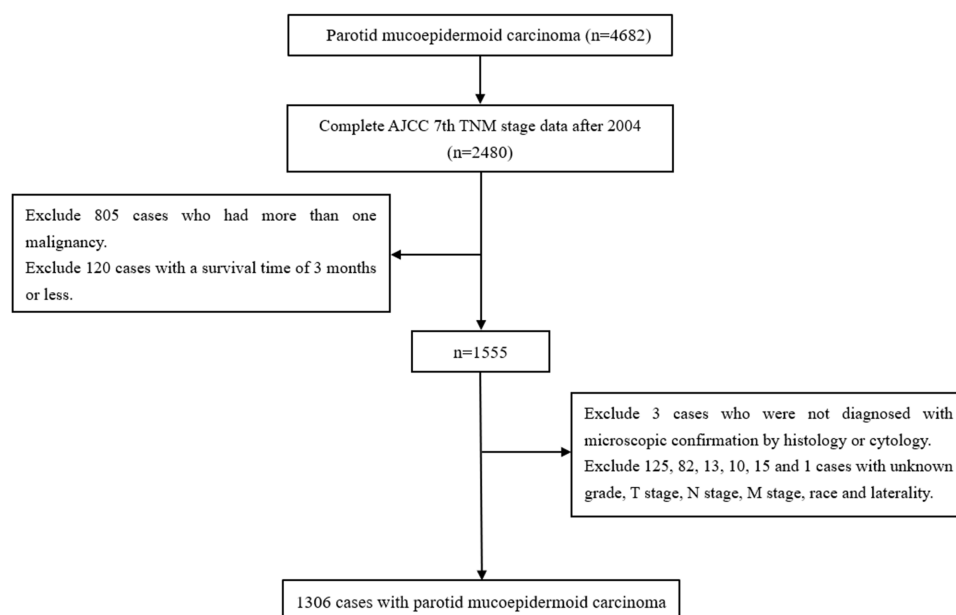 Parotid mucoepidermoid carcinoma (n=4682)
Complete AJCC 7th TNM stage data after 2004
(n=2480)
Exclude 805 cases who had more than one
malignancy.
Exclude 120 cases with a survival time of 3 months
or less.
n=1555
Exclude 3 cases who were not diagnosed with
microscopic confirmation by histology or cytology.
Exclude 125, 82, 13, 10, 15 and 1 cases with unknown
grade, T stage, N stage, M stage, race and laterality.
1306 cases with parotid mucoepidermoid carcinoma